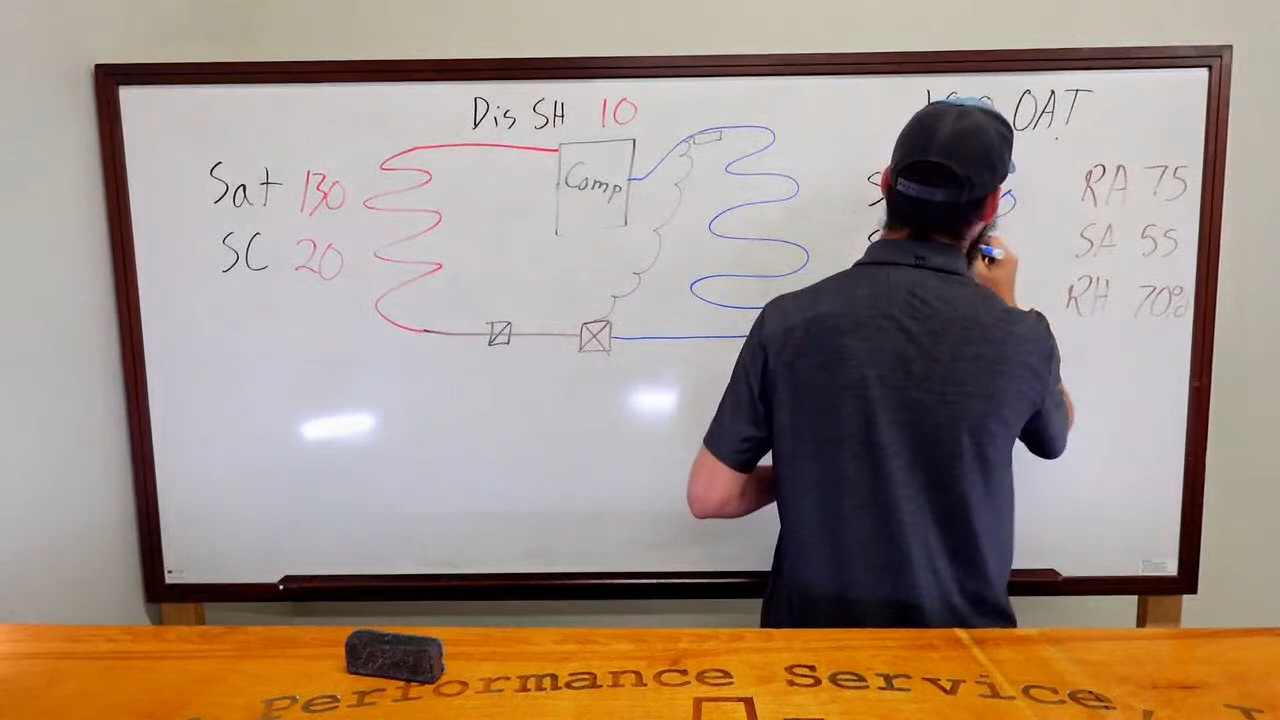 Dis SH 10
OAT
Sat 130
RA 75
Comp
SC 20
SA 55
RH 70%
Performance Service